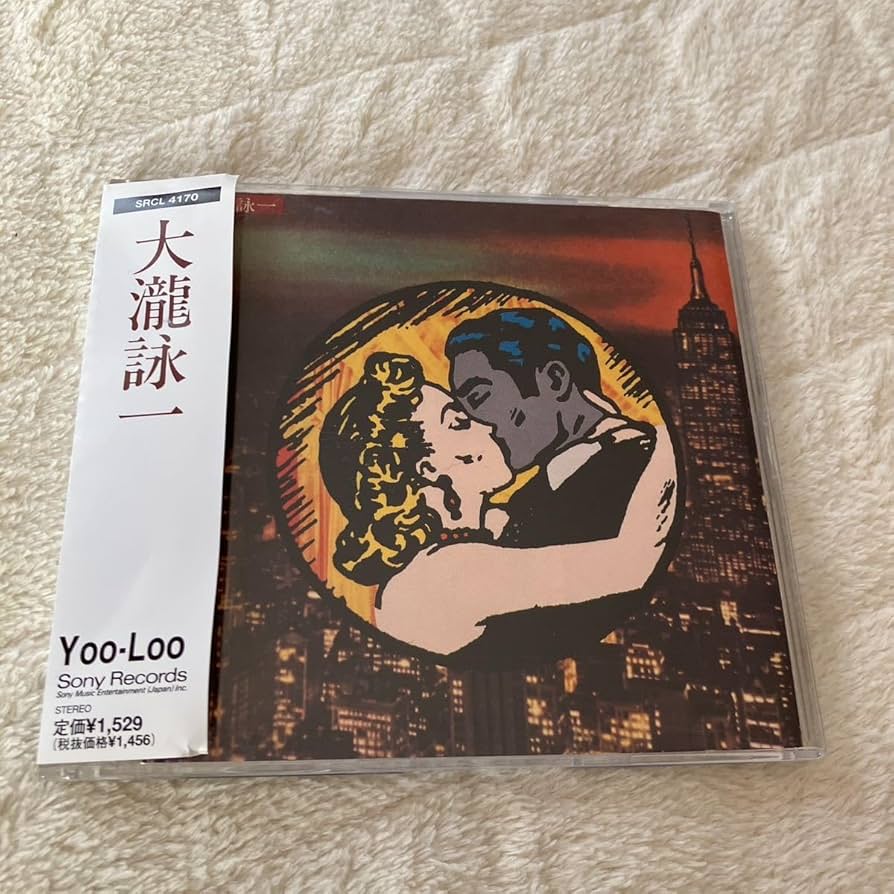 SRCL 4170
大瀧詠一
Yoo-Loo
Sony Records
Sony Music Entertainment (Japan) Inc.
STEREO
定価¥1,529
(税抜価格¥1,456)
詠一